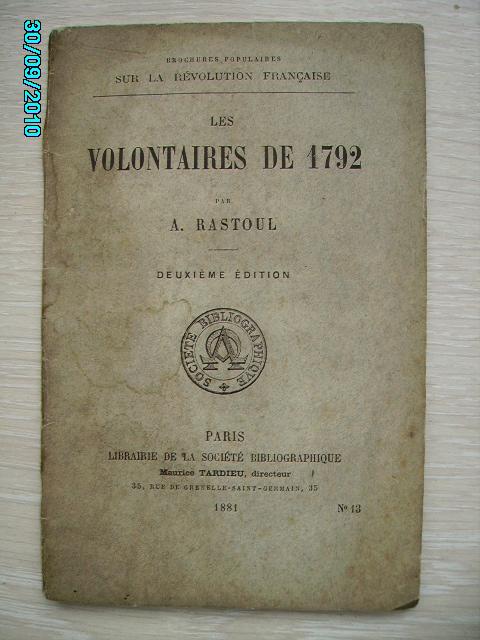 30/09/2010
BROCHURES POPULAIRES
SUR LA RÉVOLUTION FRANÇAISE
LES
VOLONTAIRES DE 1792
PAR
A. RASTOUL
DEUXIÈME ÉDITION
SOCIÉTÉ BIBLIOGRAPHIQUE
PARIS
LIBRAIRIE DE LA SOCIÉTÉ BIBLIOGRAPHIQUE
Maurice TARDIEU, directeur
35, RUE DE GRENELLE-SAINT-GERMAIN, 35
1881
Nº 13